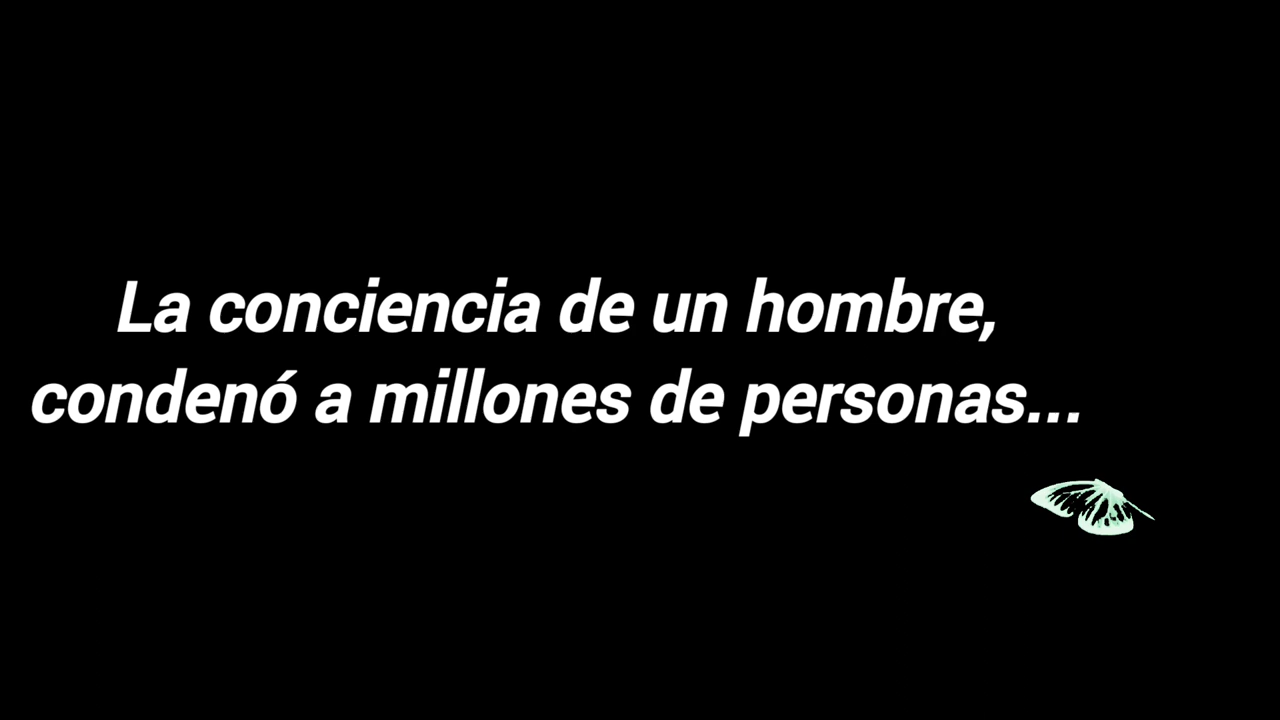 La conciencia de un hombre,
condenó a millones de personas...